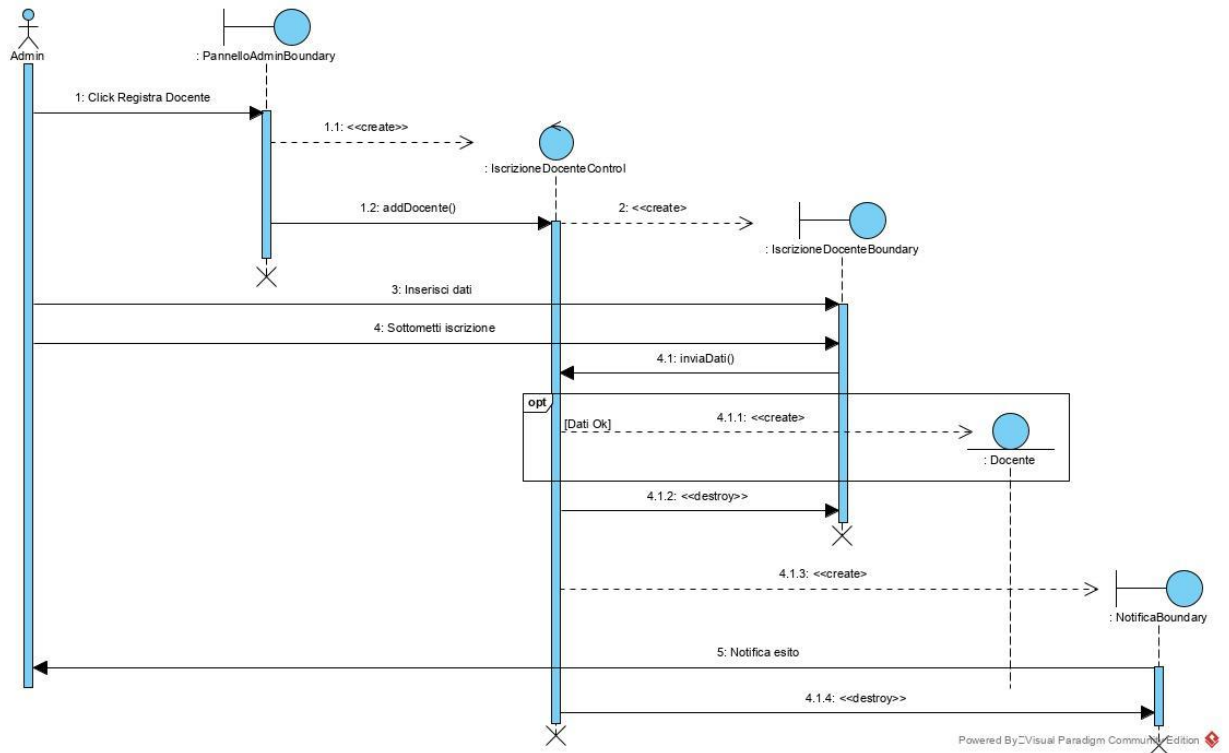 Admin
: PannelloAdminBoundary
1: Click Registra Docente
1.1: <<create>>
: IscrizioneDocenteControl
1.2: addDocente()
2: <<create>
: IscrizioneDocenteBoundary
3: Inserisci dati
4: Sottometti iscrizione
4.1: inviaDati()
opt
[Dati Ok]
4.1.1: <<create>
: Docente
4.1.2: <<destroy>>
4.1.3: <<create>
: NotificaBoundary
5: Notifica esito
4.1.4: <<destroy>>
Powered By Visual Paradigm Community Edition